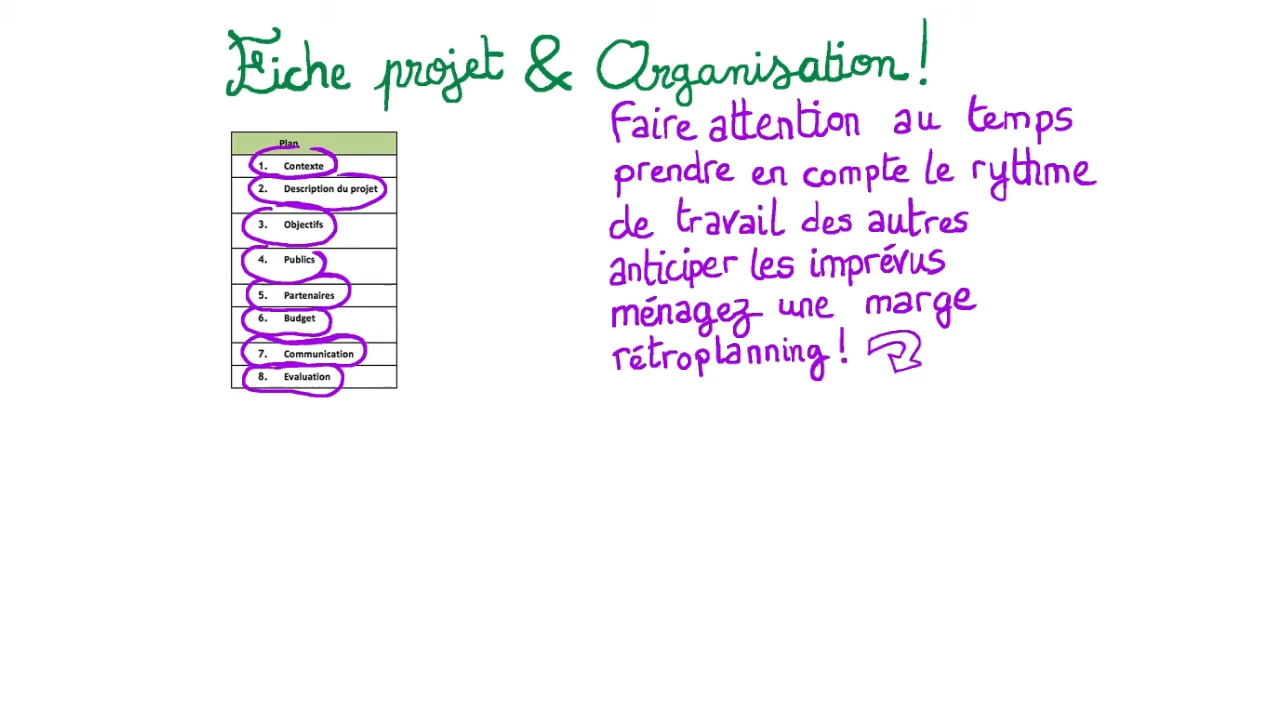 Fiche projet & Organisation!
Plan
1. Contexte
2. Description du projet
3. Objectifs
4. Publics
5. Partenaires
6. Budget
7. Communication
8. Evaluation
Faire attention au temps
prendre en compte le rythme
de travail des autres
anticiper les imprévus
ménagez une marge
rétroplanning!